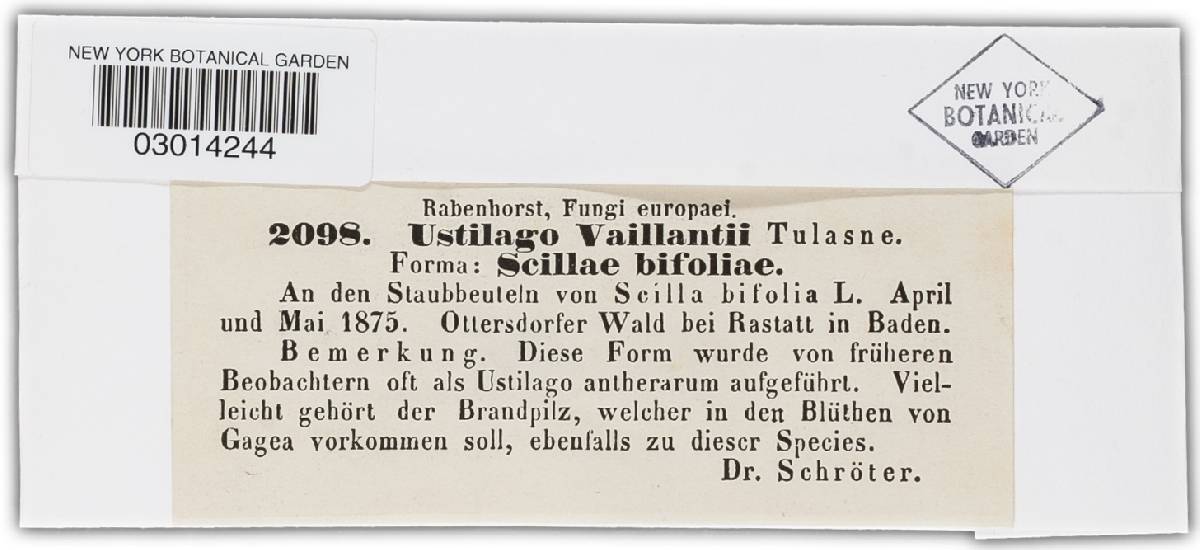 NEW YORK BOTANICAL GARDEN
03014244
NEW YORK
BOTANICAL
GARDEN
Rabenhorst, Fungi europaei.
2098. Ustilago Vaillantii Tulasne.
Forma: Scillae bifoliae.
An den Staubbeuteln von Scilla bifolia L. April
und Mai 1875. Ottersdorfer Wald bei Rastatt in Baden.
Bemerkung. Diese Form wurde von früheren
Beobachtern oft als Ustilago antherarum aufgeführt. Viel-
leicht gehört der Brandpilz, welcher in den Blüthen von
Gagea vorkommen soll, ebenfalls zu dieser Species.
Dr. Schröter.